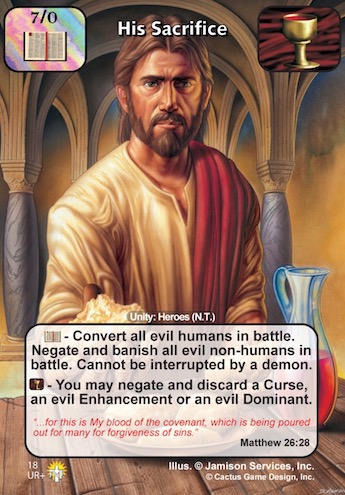 7/0
His Sacrifice
Unity: Heroes (N.T.)
- Convert all evil humans in battle.
Negate and banish all evil non-humans in
battle. Cannot be interrupted by a demon.
- You may negate and discard a Curse,
an evil Enhancement or an evil Dominant.
"...for this is My blood of the covenant, which is being poured
out for many for forgiveness of sins."
Matthew 26:28
18
UR+
Illus. © Jamison Services, Inc.
© Cactus Game Design, Inc.